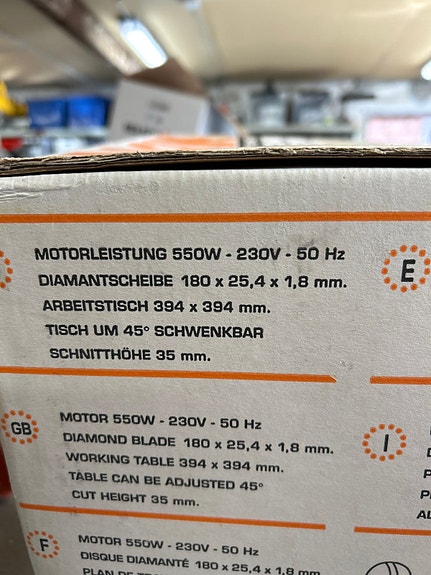 MOTORLEISTUNG 550W - 230V - 50 Hz
DIAMANTSCHEIBE 180 x 25,4 x 1,8 mm.
ARBEITSTISCH 394 x 394 mm.
TISCH UM 45° SCHWENKBAR
SCHNITTHÖHE 35 mm.
E
GB
MOTOR 550W - 230V - 50 Hz
DIAMOND BLADE 180 x 25,4 x 1,8 mm.
WORKING TABLE 394 x 394 mm.
TABLE CAN BE ADJUSTED 45°
CUT HEIGHT 35 mm.
I
F
MOTOR 550W - 230V - 50 Hz
DISQUE DIAMANTÉ 180 x 25,4 x 1,8 mm
PLAN DE